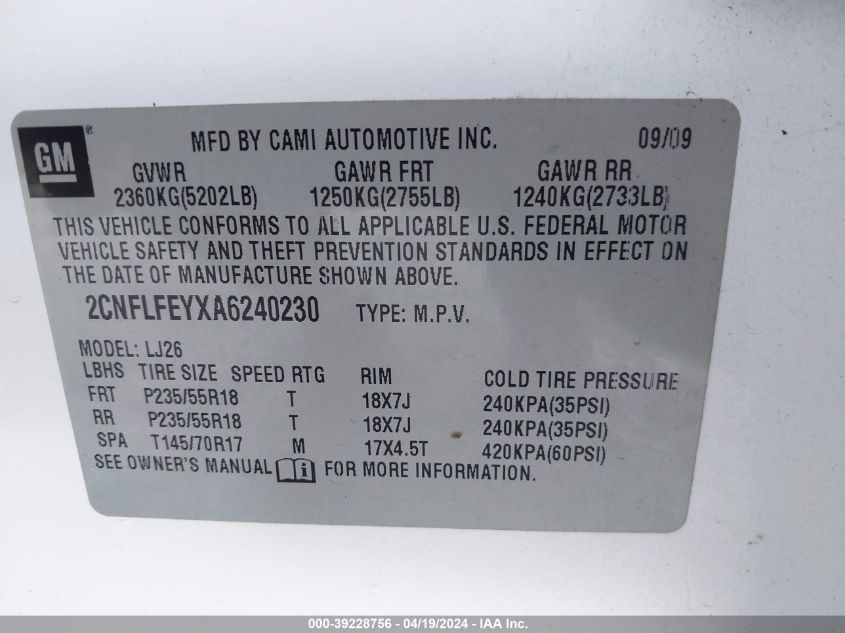 GM®
MFD BY CAMI AUTOMOTIVE INC. 09/09
GVWR GAWR FRT GAWR RR
2360KG(5202LB) 1250KG(2755LB) 1240KG(2733LB)
THIS VEHICLE CONFORMS TO ALL APPLICABLE U.S. FEDERAL MOTOR
VEHICLE SAFETY AND THEFT PREVENTION STANDARDS IN EFFECT ON
THE DATE OF MANUFACTURE SHOWN ABOVE.
2CNFLFEYXA6240230 TYPE: M.P.V.
MODEL: LJ26
LBHS TIRE SIZE SPEED RTG RIM COLD TIRE PRESSURE
FRT P235/55R18 T 18X7J 240KPA(35PSI)
RR P235/55R18 T 18X7J 240KPA(35PSI)
SPA T145/70R17 M 17X4.5T 420KPA(60PSI)
SEE OWNER'S MANUAL i FOR MORE INFORMATION.
000-39228756 - 04/19/2024 - IAA Inc.